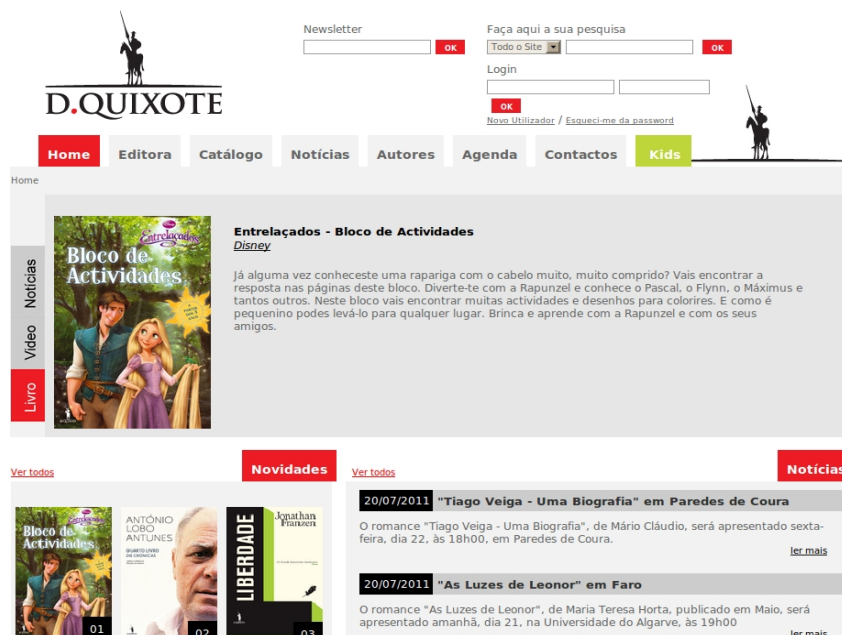 Newsletter
OK
Faça aqui a sua pesquisa
Todo o Site
OK
Login
OK
Novo Utilizador / Esqueci-me da password
D.QUIXOTE
Home Editora Catálogo Notícias Autores Agenda Contactos Kids
Home
Notícias
Video
Livro
Entrelaçados
Bloco de
Actividades
Entrelaçados - Bloco de Actividades
Disney
Já alguma vez conheceste uma rapariga com o cabelo muito, muito comprido? Vais encontrar a
resposta nas páginas deste bloco. Diverte-te com a Rapunzel e conhece o Pascal, o Flynn, o Máximus e
tantos outros. Neste bloco vais encontrar muitas actividades e desenhos para colorires. E como é
pequenino podes levá-lo para qualquer lugar. Brinca e aprende com a Rapunzel e com os seus
amigos.
Ver todos
Novidades
Entrelaçados
Bloco de
Actividades
01
ANTÓNIO
LOBO
ANTUNES
QUARTO LIVRO
DE CRÓNICAS
02
LIBERDADE
Jonathan
Franzen
03
Ver todos
Notícias
20/07/2011 "Tiago Veiga - Uma Biografia" em Paredes de Coura
O romance "Tiago Veiga - Uma Biografia", de Mário Cláudio, será apresentado sexta-
feira, dia 22, às 18h00, em Paredes de Coura.
ler mais
20/07/2011 "As Luzes de Leonor" em Faro
O romance "As Luzes de Leonor", de Maria Teresa Horta, publicado em Maio, será
apresentado amanhã, dia 21, na Universidade do Algarve, às 19h00
ler mais